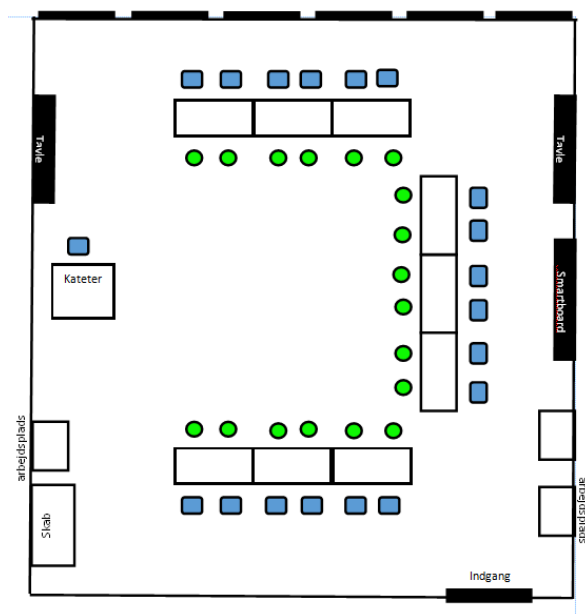 Tavle
Tavle
Kateter
Smartboard
arbejdsplads
Skab
arbejdsplads
Indgang